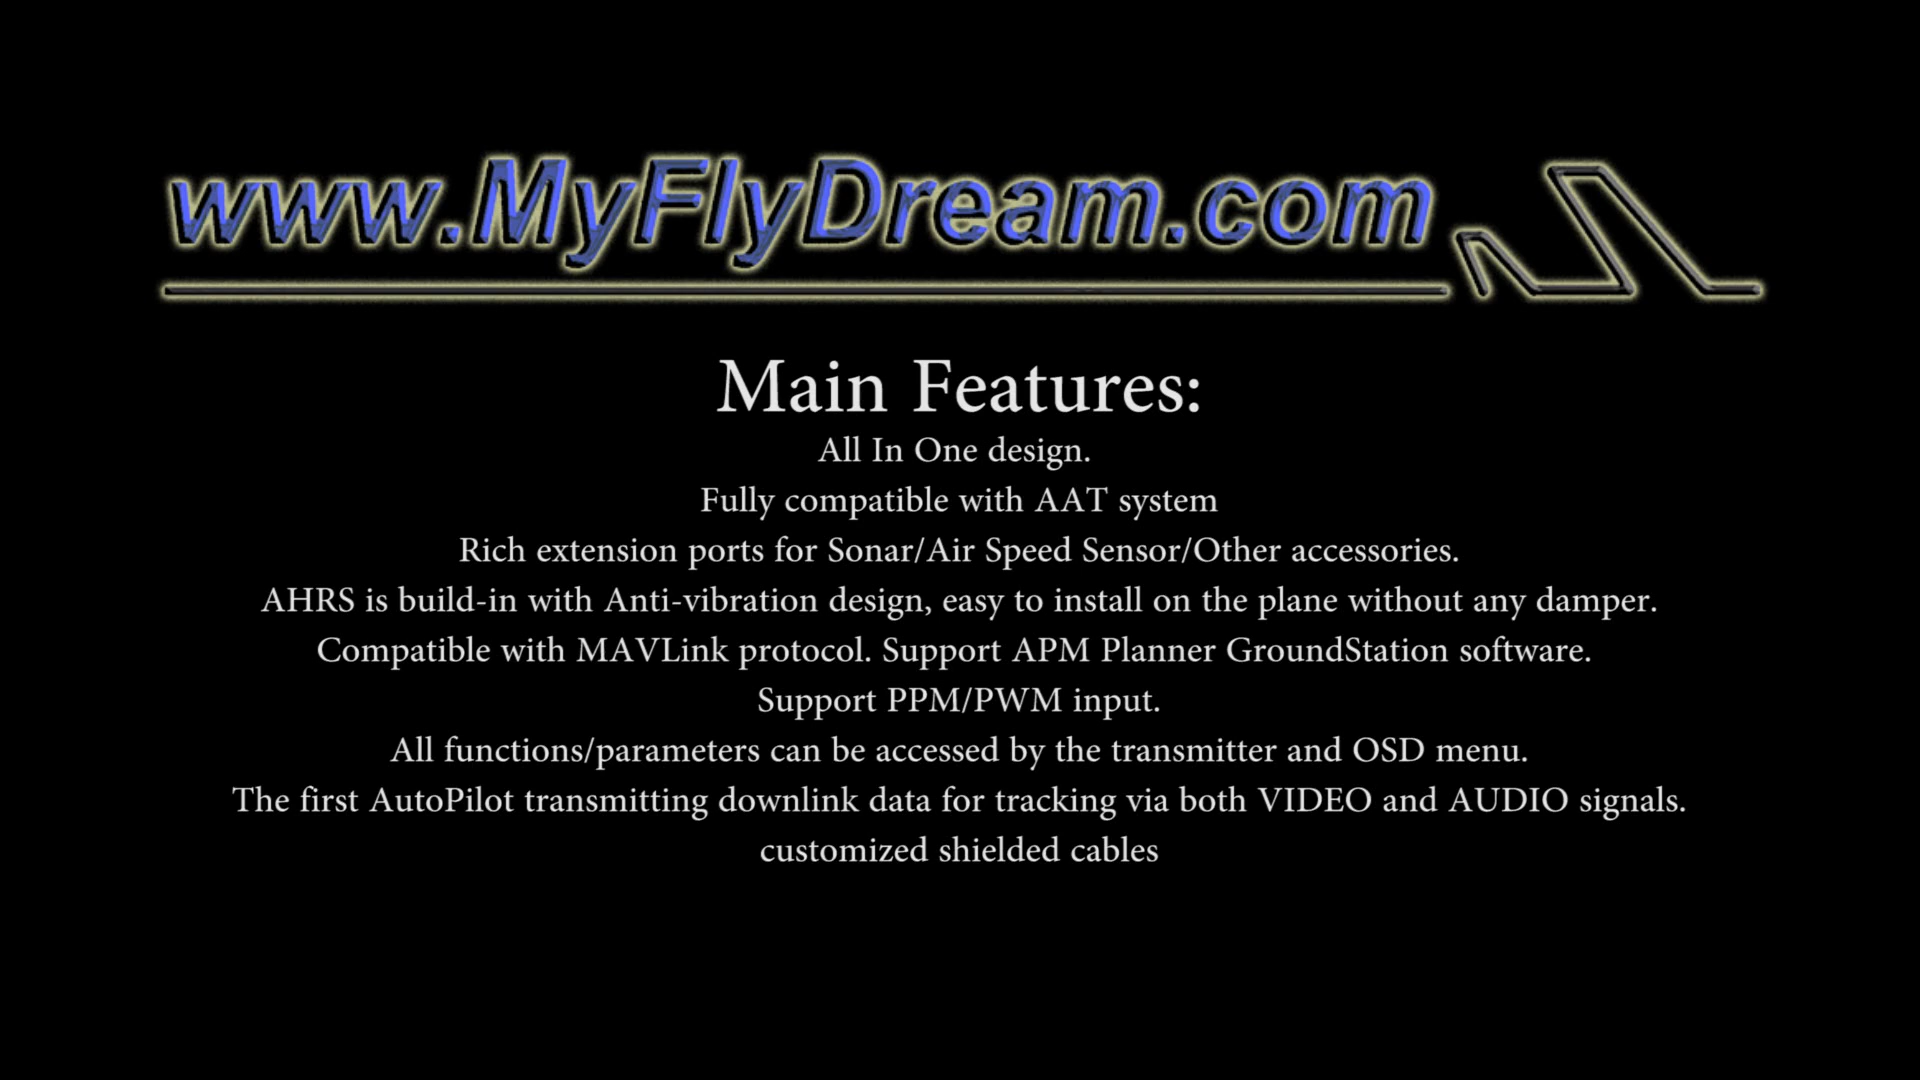 www.MyFlyDream.com
Main Features:
All In One design.
Fully compatible with AAT system
Rich extension ports for Sonar/Air Speed Sensor/Other accessories.
AHRS is build-in with Anti-vibration design, easy to install on the plane without any damper.
Compatible with MAVLink protocol. Support APM Planner GroundStation software.
Support PPM/PWM input.
All functions/parameters can be accessed by the transmitter and OSD menu.
The first AutoPilot transmitting downlink data for tracking via both VIDEO and AUDIO signals.
customized shielded cables